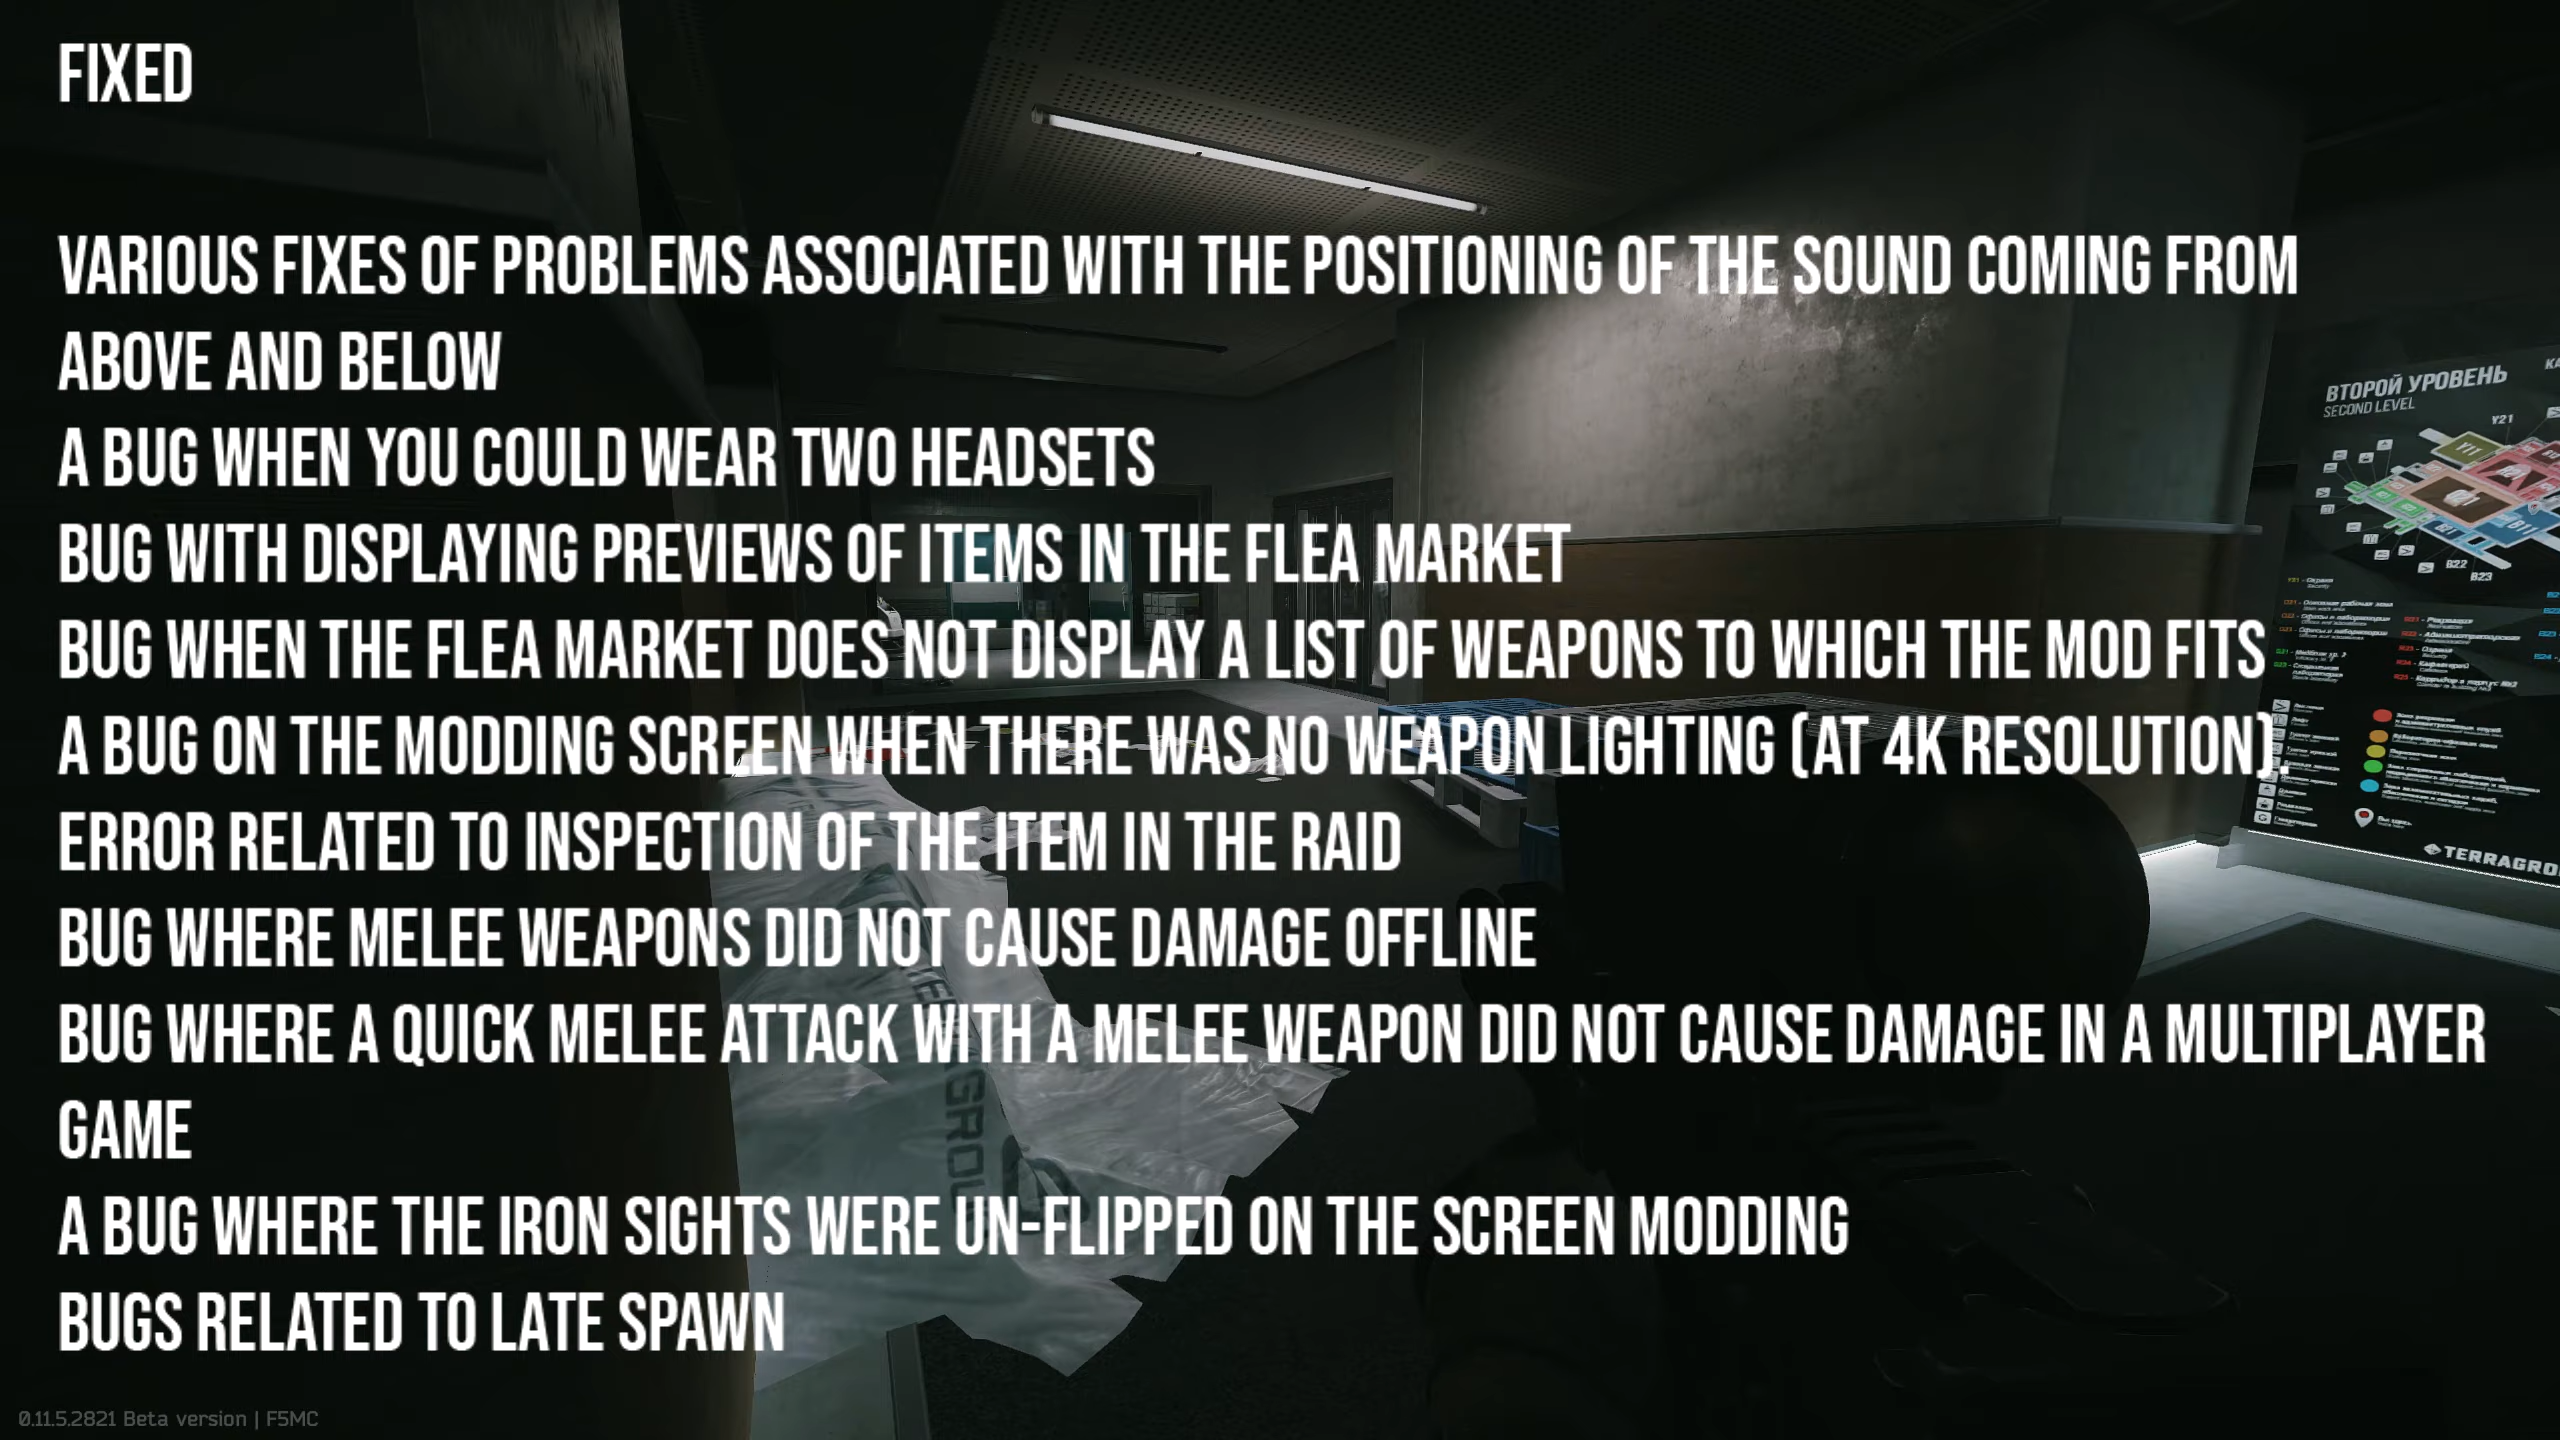 FIXED
VARIOUS FIXES OF PROBLEMS ASSOCIATED WITH THE POSITIONING OF THE SOUND COMING FROM
ABOVE AND BELOW
A BUG WHEN YOU COULD WEAR TWO HEADSETS
BUG WITH DISPLAYING PREVIEWS OF ITEMS IN THE FLEA MARKET
BUG WHEN THE FLEA MARKET DOES NOT DISPLAY A LIST OF WEAPONS TO WHICH THE MOD FITS
A BUG ON THE MODDING SCREEN WHEN THERE WAS NO WEAPON LIGHTING (AT 4K RESOLUTION).
ERROR RELATED TO INSPECTION OF THE ITEM IN THE RAID
BUG WHERE MELEE WEAPONS DID NOT CAUSE DAMAGE OFFLINE
BUG WHERE A QUICK MELEE ATTACK WITH A MELEE WEAPON DID NOT CAUSE DAMAGE IN A MULTIPLAYER
GAME
A BUG WHERE THE IRON SIGHTS WERE UN-FLIPPED ON THE SCREEN MODDING
BUGS RELATED TO LATE SPAWN
0.11.5.2821 Beta version | F5MC
ВТОРОЙ УРОВЕНЬ
SECOND LEVEL
Y21
Y11
B22
B23
TERRAGRO